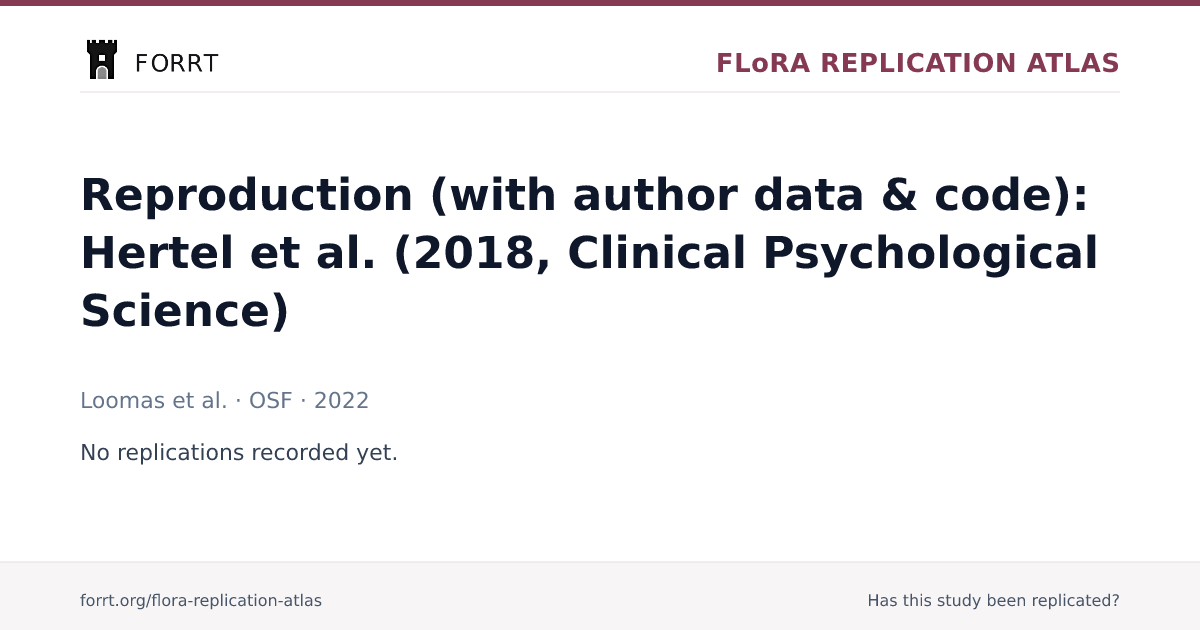 FORRT
FLoRA REPLICATION ATLAS
Reproduction (with author data & code):
Hertel et al. (2018, Clinical Psychological
Science)
Loomas et al. · OSF · 2022
No replications recorded yet.
forrt.org/flora-replication-atlas
Has this study been replicated?